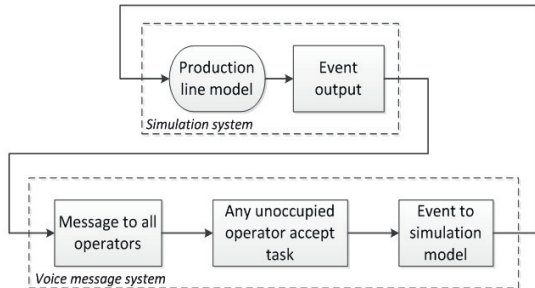 Production
line model
Event
output
Simulation system
Message to all
operators
Any unoccupied
operator accept
task
Event to
simulation
model
Voice message system